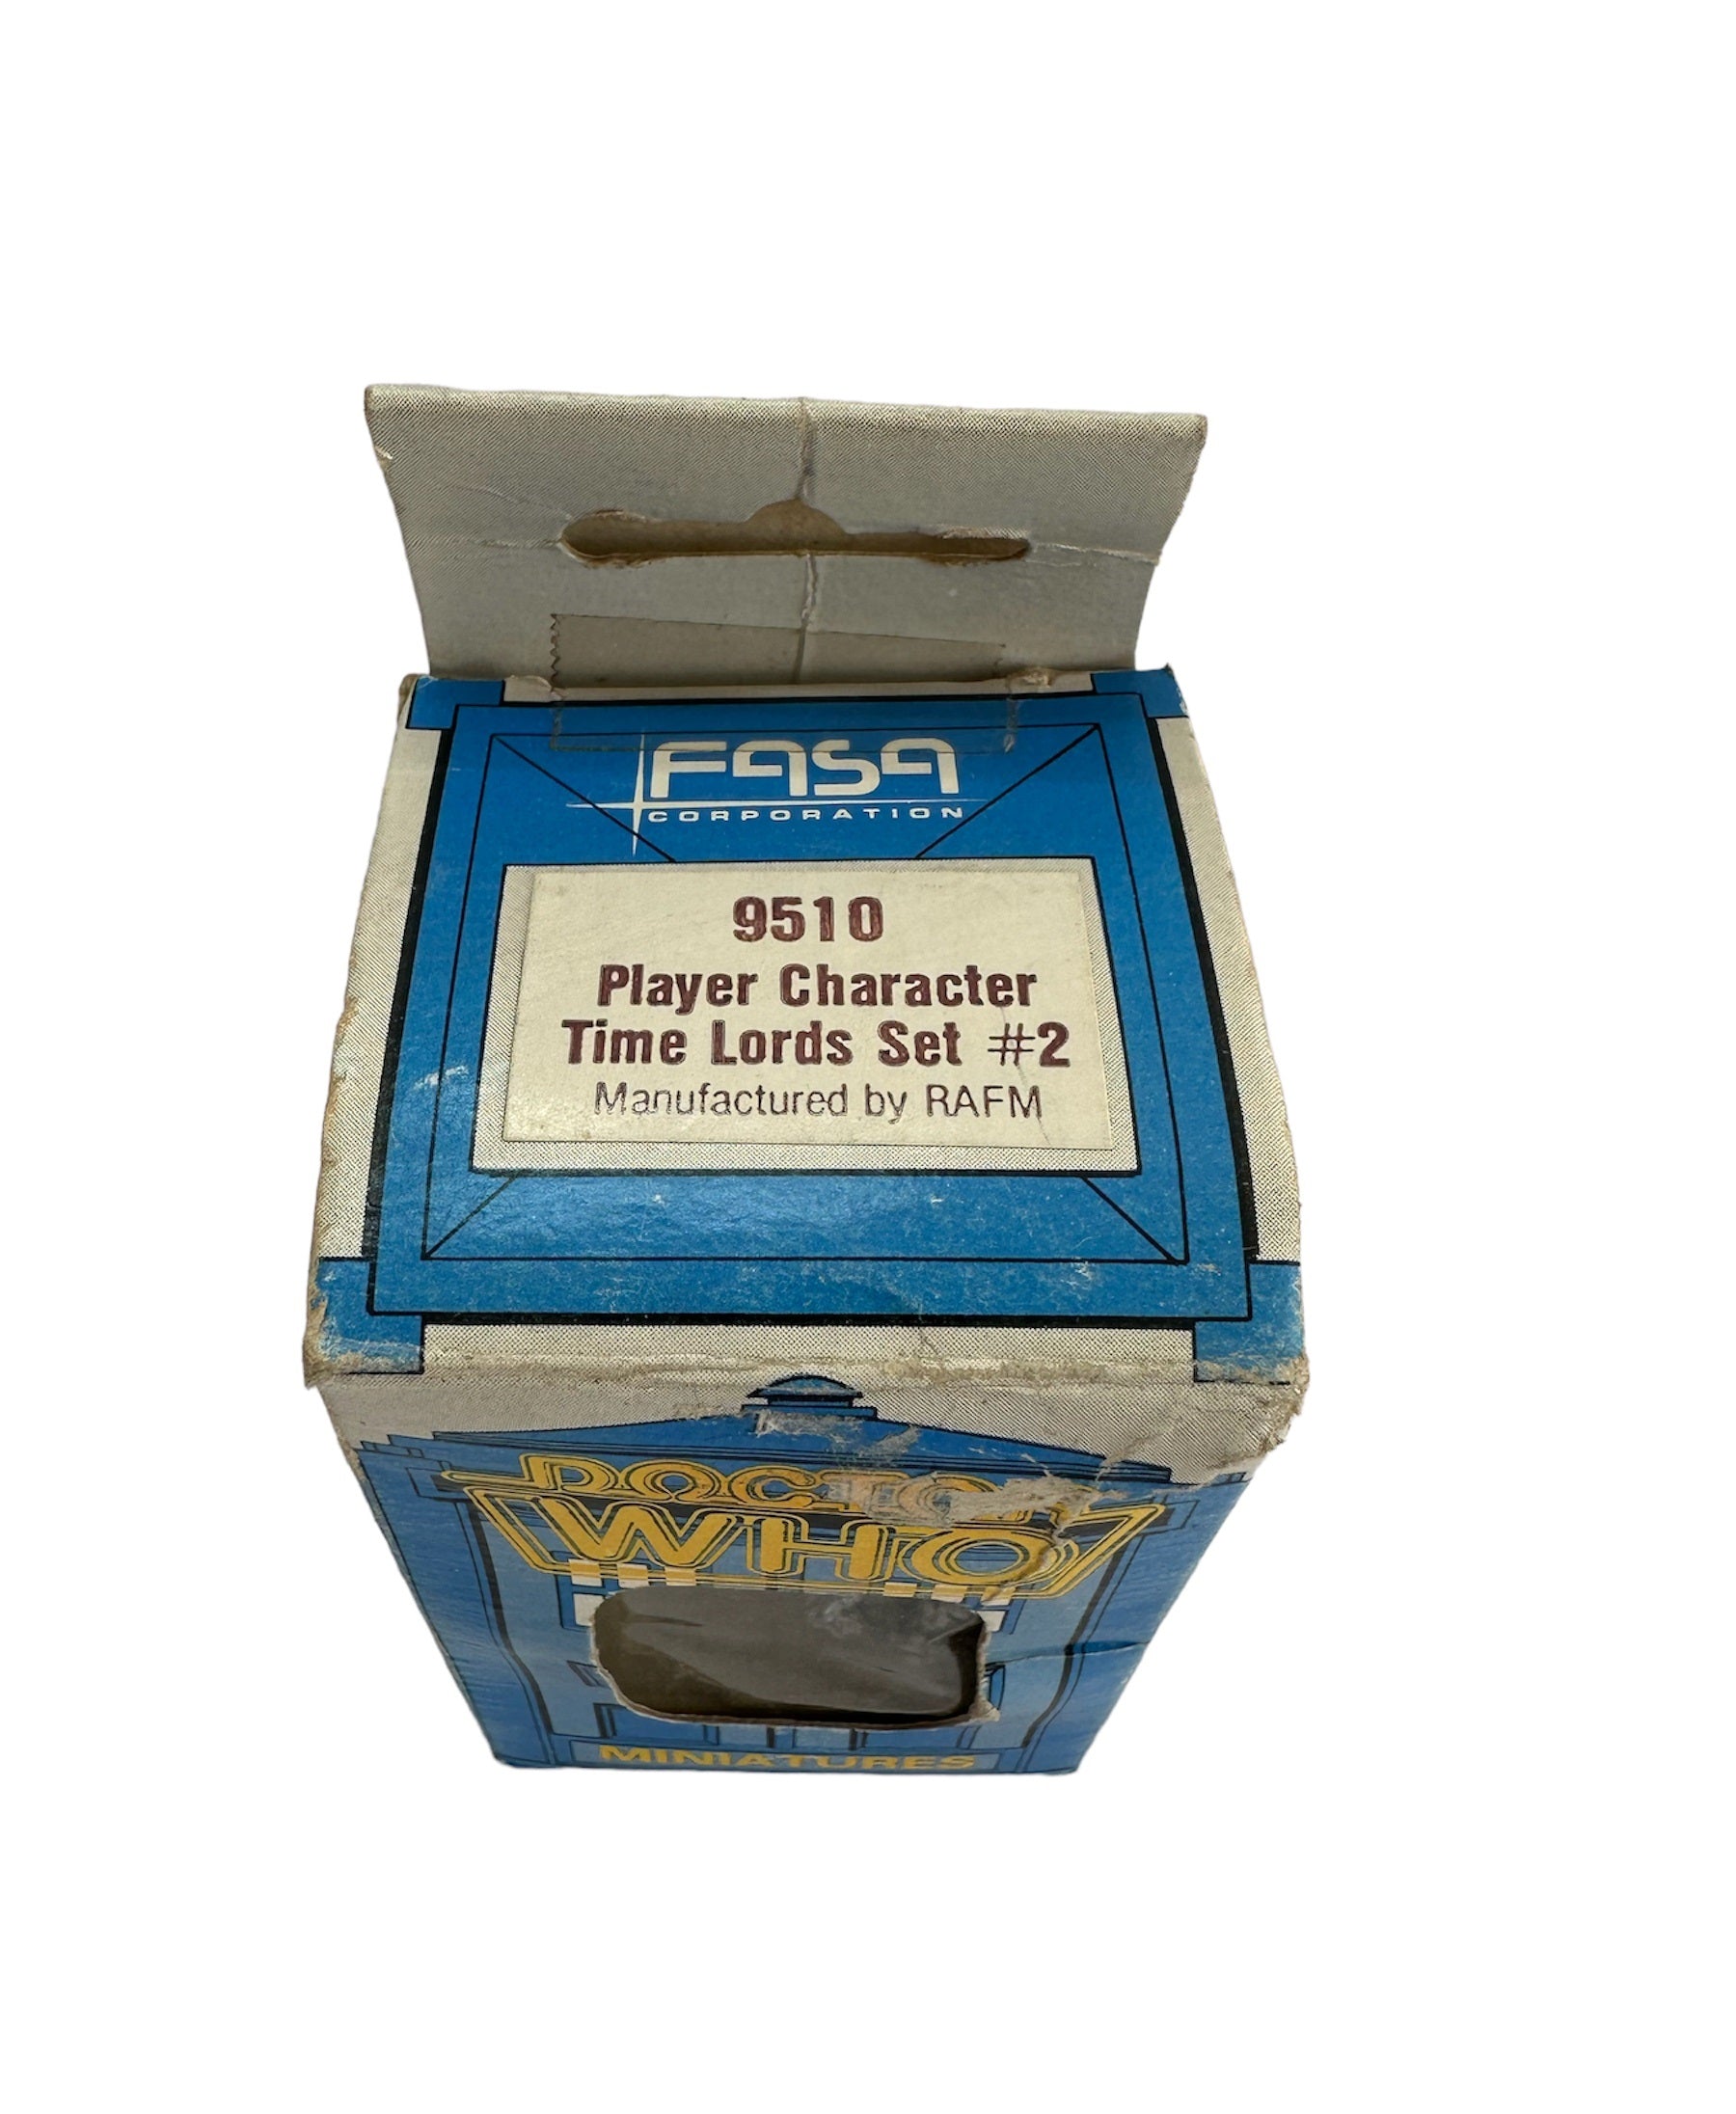 FASA
CORPORATION
9510
Player Character
Time Lords Set #2
Manufactured by RAFM
DOCTOR
WHO
MINIATURES